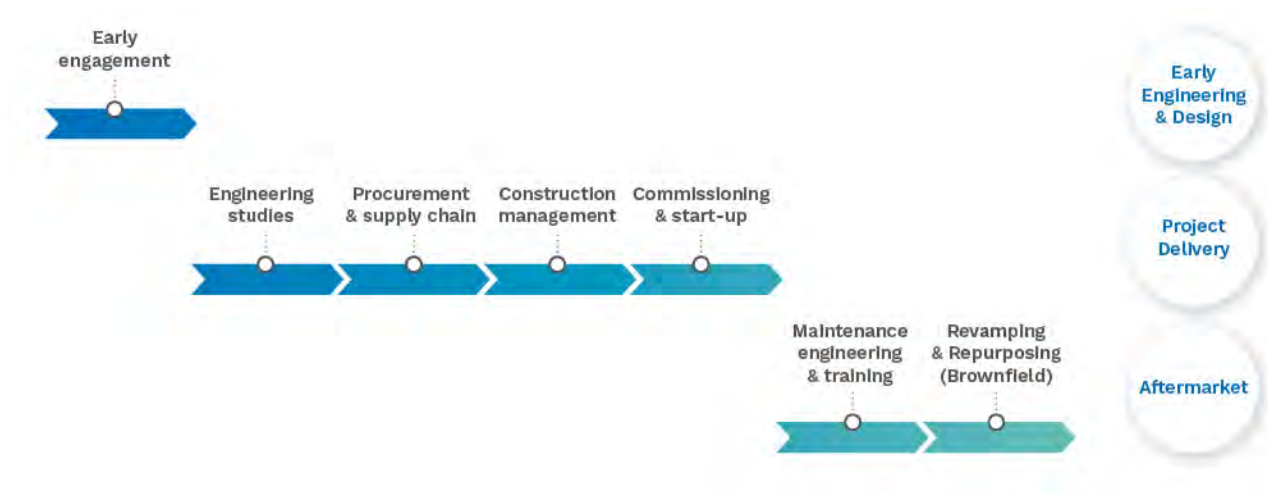 Early
engagement
Early
Engineering
& Design
Engineering
studies
Procurement
& supply chain
Construction
management
Commissioning
& start-up
Project
Delivery
Maintenance
engineering
& training
Revamping
& Repurposing
(Brownfield)
Aftermarket